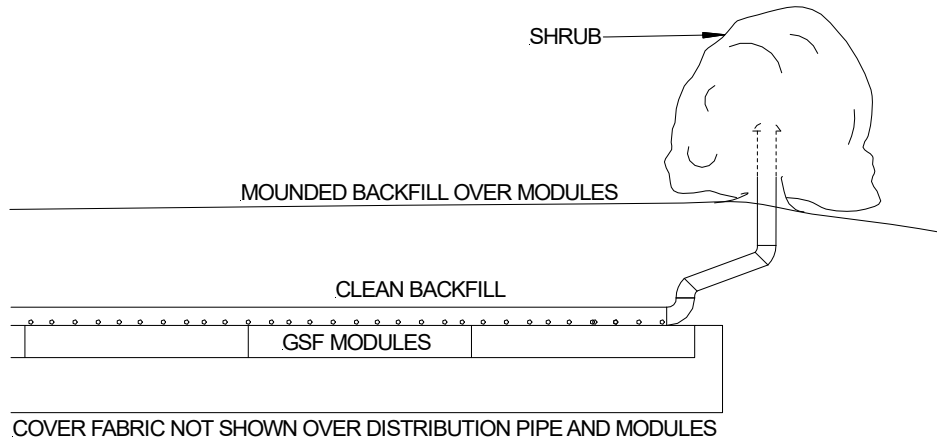 SHRUB
MOUNDED BACKFILL OVER MODULES
CLEAN BACKFILL
GSF MODULES
COVER FABRIC NOT SHOWN OVER DISTRIBUTION PIPE AND MODULES